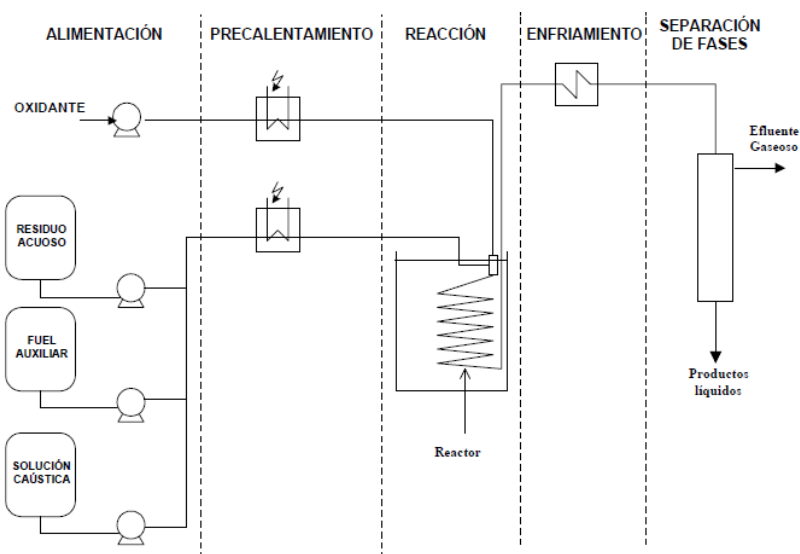 ALIMENTACIÓN
PRECALENTAMIENTO
REACCIÓN
ENFRIAMIENTO
SEPARACIÓN
DE FASES
OXIDANTE
Efluente
Gaseoso
RESIDUO
ACUOSO
FUEL
AUXILIAR
Productos
líquidos
Reactor
SOLUCIÓN
CAÚSTICA